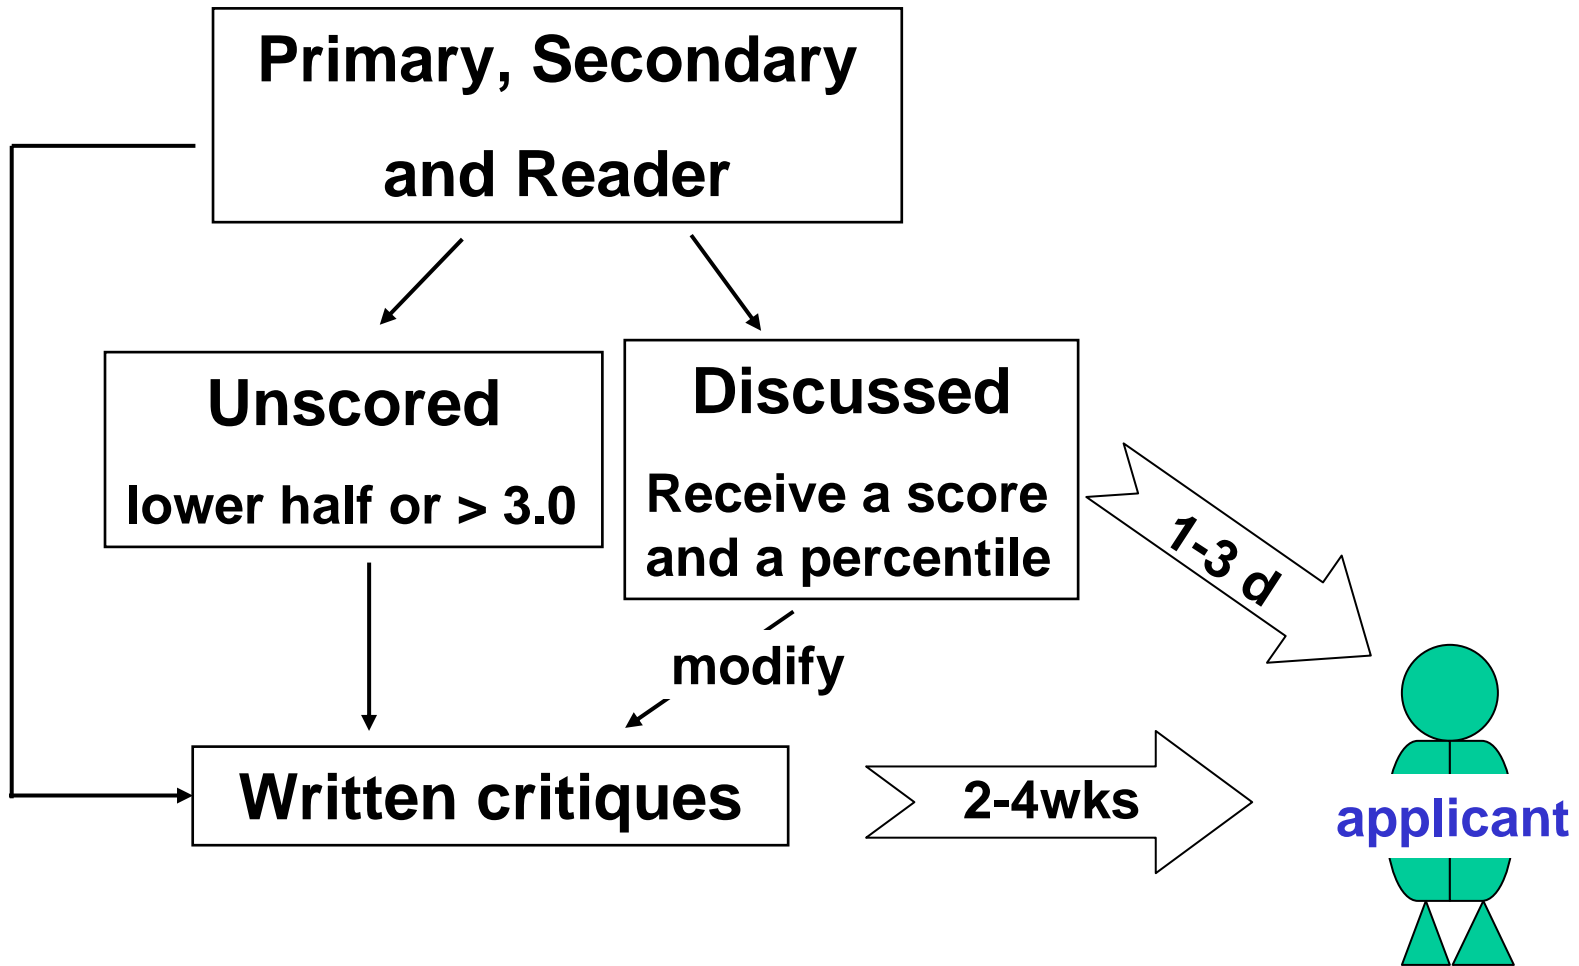 Primary, Secondary
and Reader
Unscored
lower half or > 3.0
Discussed
Receive a score
and a percentile
1-3 d
modify
Written critiques
2-4wks
applicant